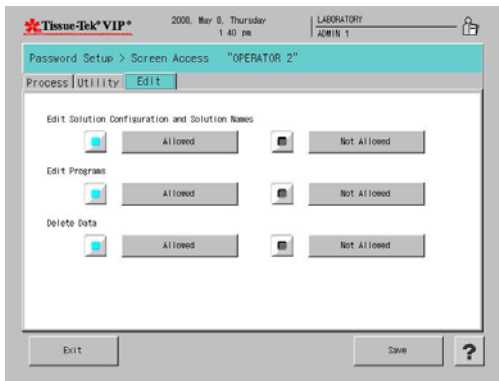 Tissue-Tek® VIP®
2000, May 8, Thursday
1 40 pm
LABORATORY
ADMIN 1
Password Setup > Screen Access "OPERATOR 2"
Process Utility Edit
Edit Solution Configuration and Solution Names
Allowed Not Allowed
Edit Programs
Allowed Not Allowed
Delete Data
Allowed Not Allowed
Exit Save ?